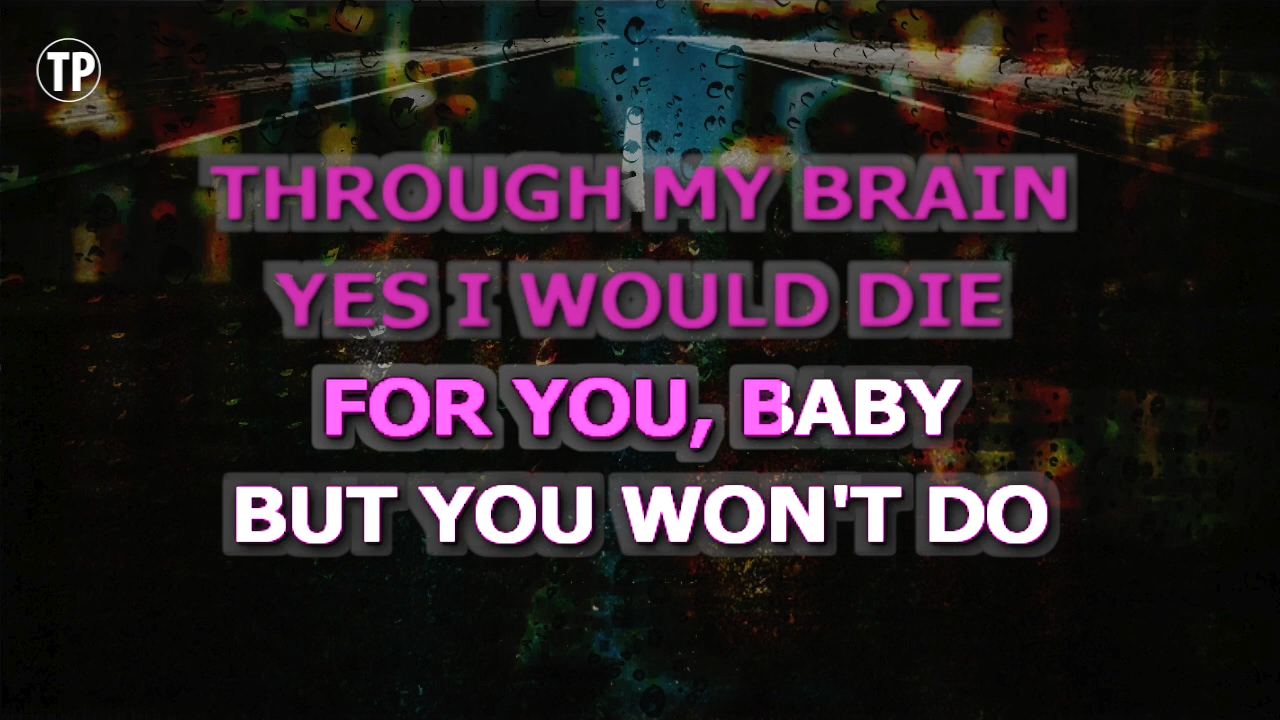 TP
THROUGH MY BRAIN
YES I WOULD DIE
FOR YOU, BABY
BUT YOU WON'T DO